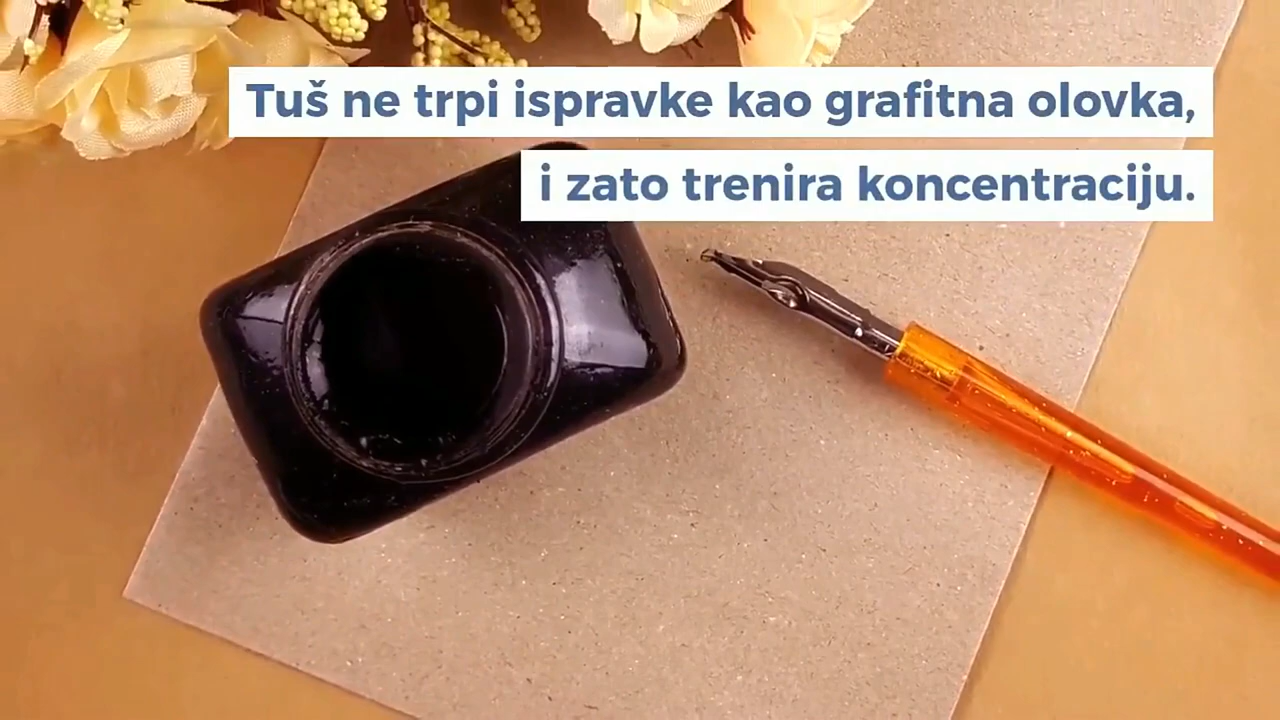 Tuš ne trpi ispravke kao grafitna olovka,
i zato trenira koncentraciju.